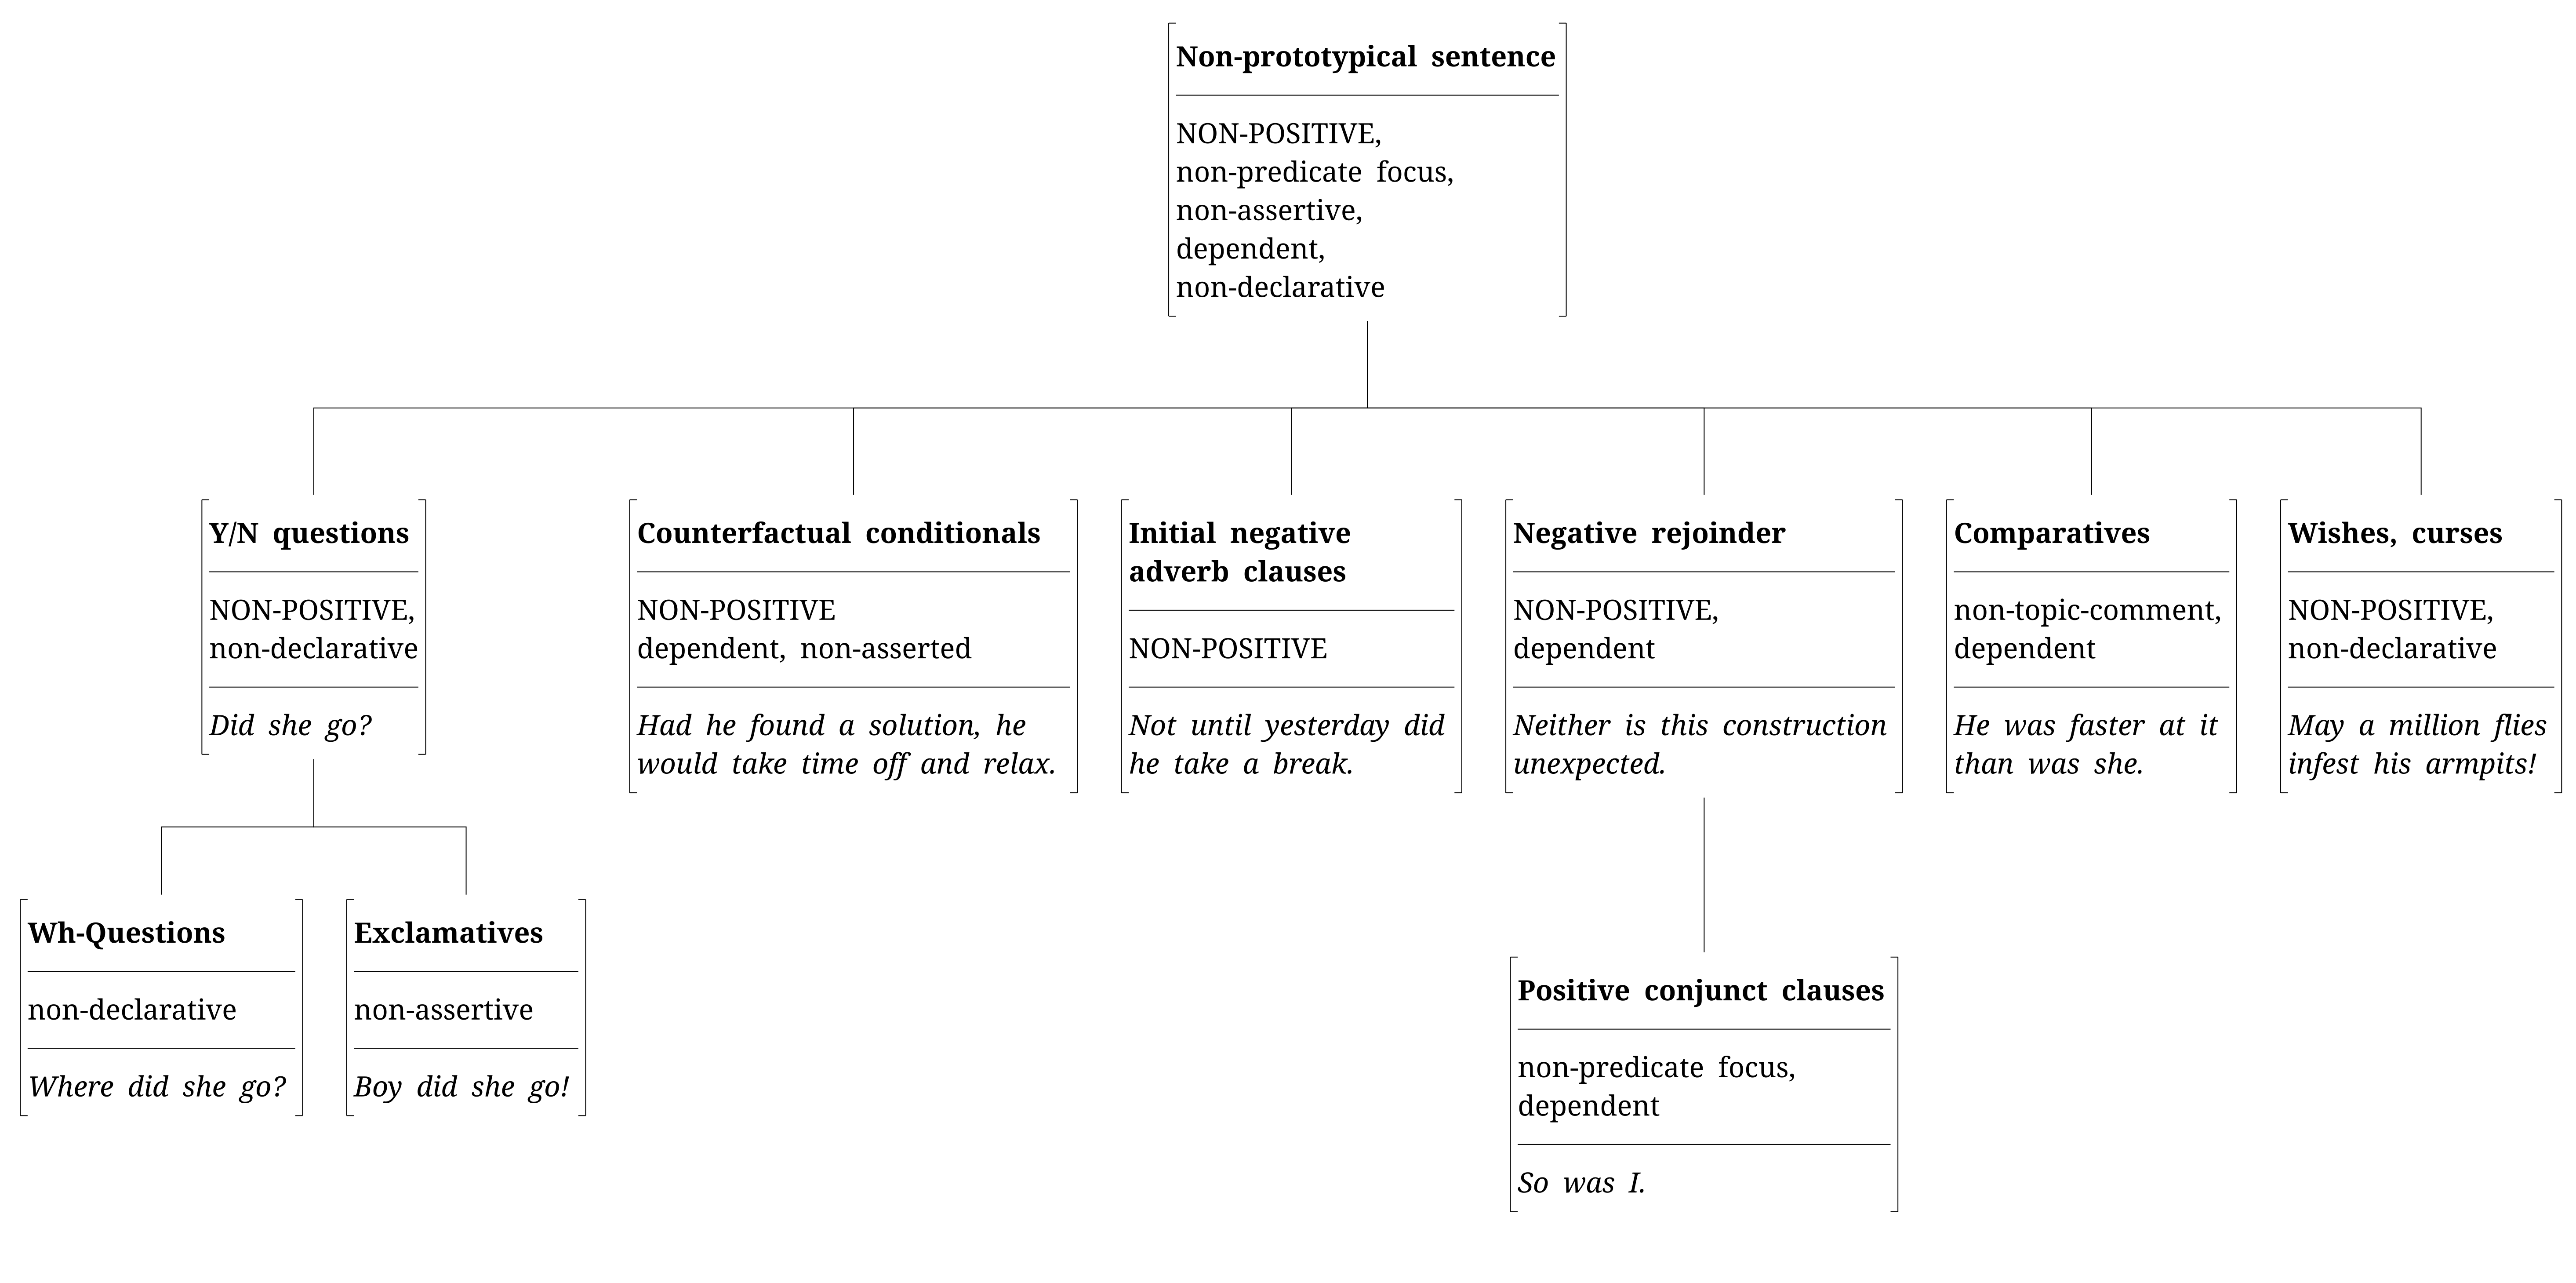 Non-prototypical sentence
NON-POSITIVE,
non-predicate focus,
non-assertive,
dependent,
non-declarative
Y/N questions
NON-POSITIVE,
non-declarative
Did she go?
Counterfactual conditionals
NON-POSITIVE
dependent, non-asserted
Had he found a solution, he
would take time off and relax.
Initial negative
adverb clauses
NON-POSITIVE
Not until yesterday did
he take a break.
Negative rejoinder
NON-POSITIVE,
dependent
Neither is this construction
unexpected.
Comparatives
non-topic-comment,
dependent
He was faster at it
than was she.
Wishes, curses
NON-POSITIVE,
non-declarative
May a million flies
infest his armpits!
Wh-Questions
non-declarative
Where did she go?
Exclamatives
non-assertive
Boy did she go!
Positive conjunct clauses
non-predicate focus,
dependent
So was I.